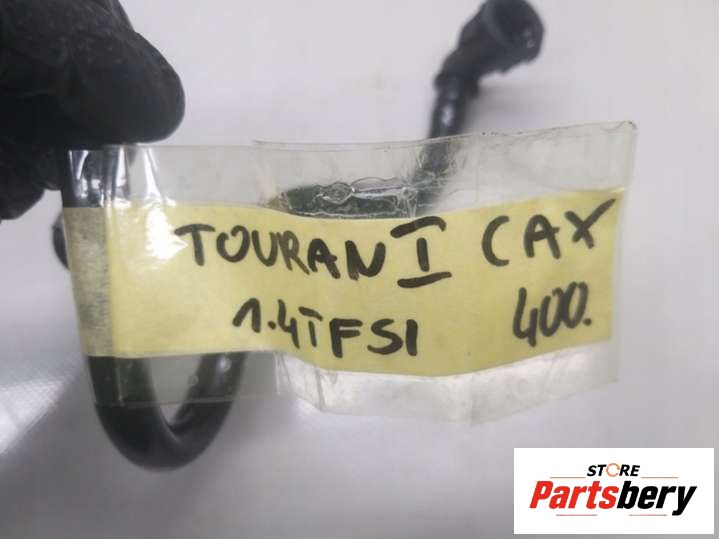 TOURAN I CAX
1.4TFSI 400.
STORE
Partsbery